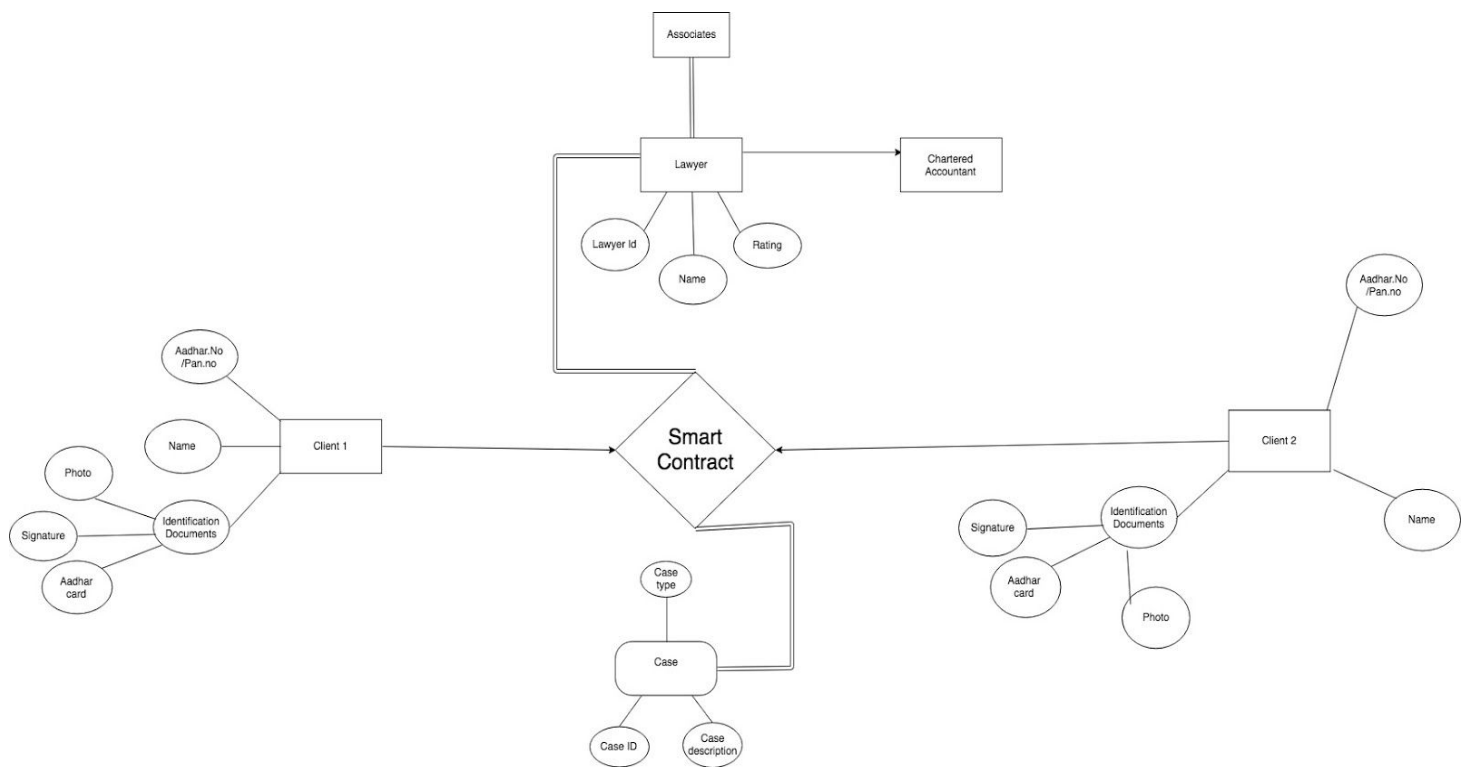 Associates
Lawyer
Chartered
Accountant
Lawyer Id
Name
Rating
Aadhar.No
/Pan.no
Aadhar.No
/Pan.no
Name
Client 1
Smart
Contract
Client 2
Photo
Signature
Identification
Documents
Aadhar
card
Signature
Identification
Documents
Name
Aadhar
card
Photo
Case
type
Case
Case ID
Case
description